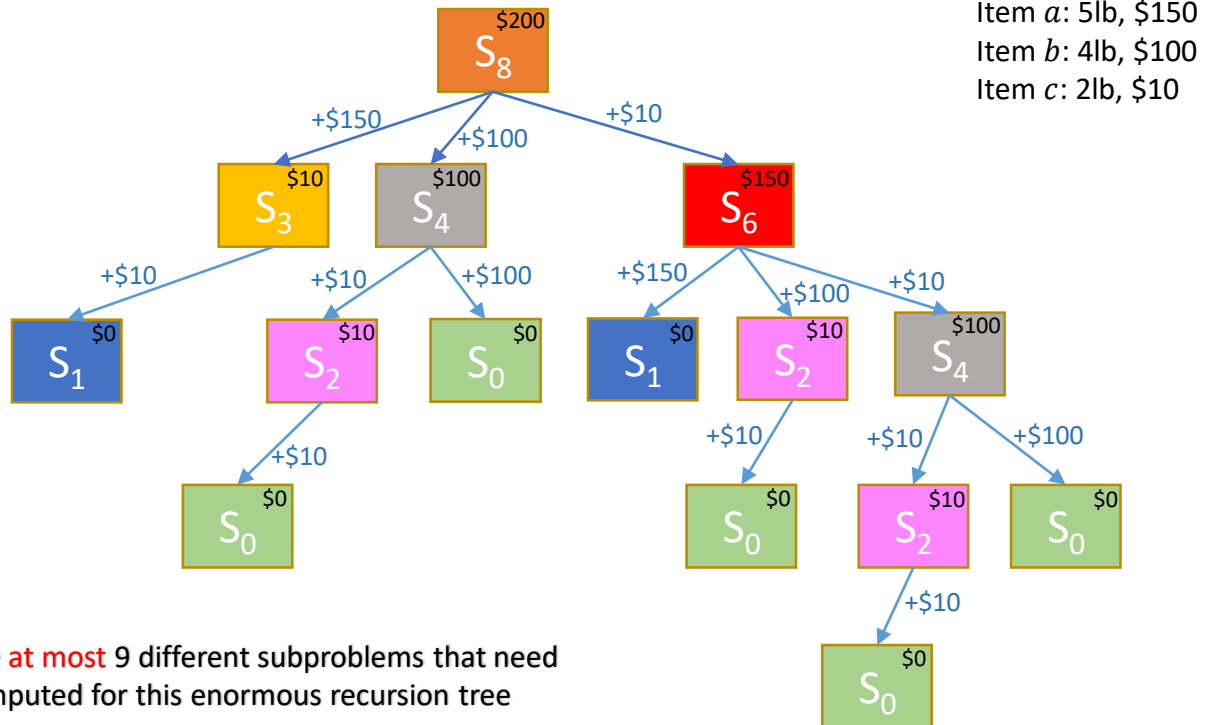 Item a: 5lb, $150
Item b: 4lb, $100
Item c: 2lb, $10
$200
S8
+$150
+$100
+$10
$10
S3
$100
S4
$150
S6
+$10
+$10
+$100
+$150
+$100
+$10
$0
S1
$10
S2
$0
S0
$0
S1
$10
S2
$100
S4
+$10
+$10
+$10
+$100
$0
S0
$0
S0
$10
S2
$0
S0
+$10
$0
S0
at most 9 different subproblems that need
nputed for this enormous recursion tree